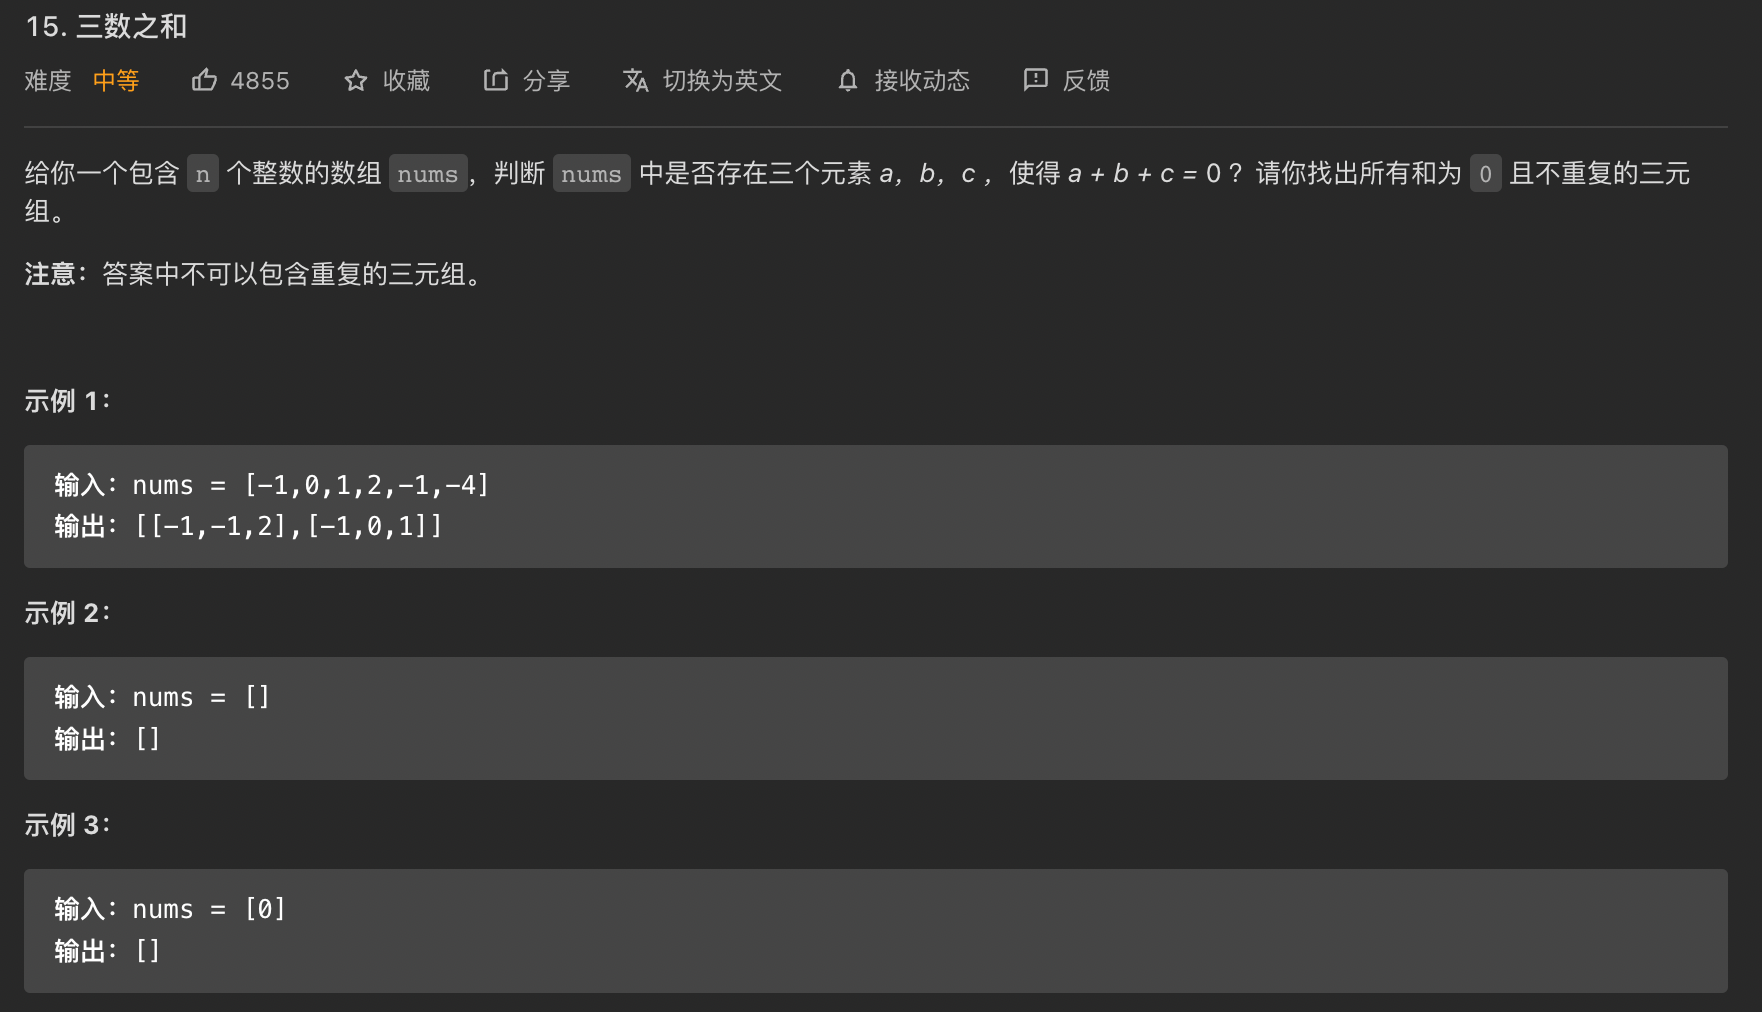 15. 三数之和
难度 中等 4855 收藏 分享 切换为英文 接收动态 反馈
给你一个包含 n 个整数的数组 nums，判断 nums 中是否存在三个元素 a，b，c ，使得 a + b + c = 0 ？请你找出所有和为 0 且不重复的三元
组。
注意：答案中不可以包含重复的三元组。
示例 1：
输入：nums = [-1,0,1,2,-1,-4]
输出：[[-1,-1,2],[-1,0,1]]
示例 2：
输入：nums = []
输出：[]
示例 3：
输入：nums = [0]
输出：[]